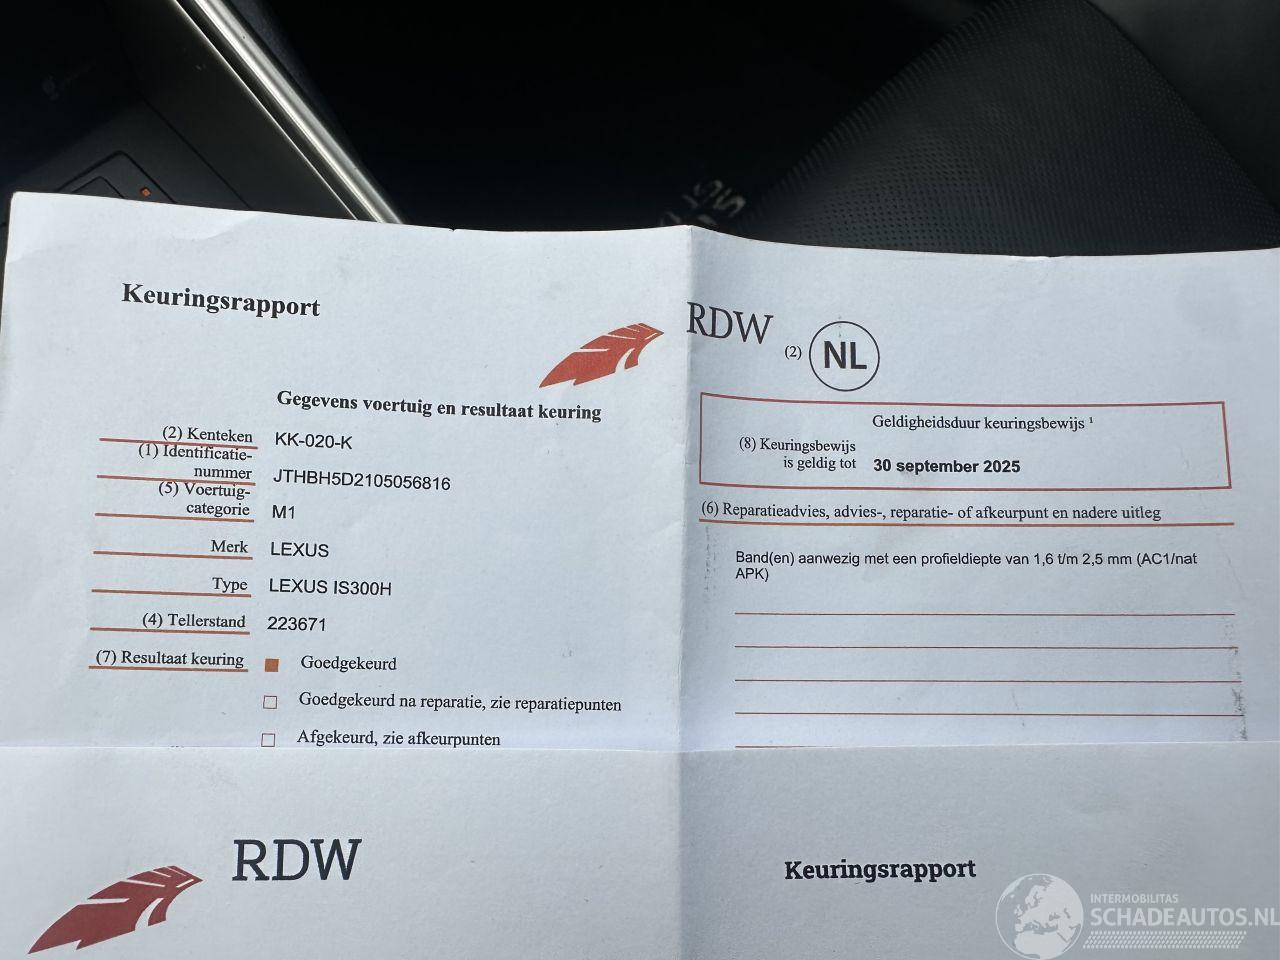 Keuringsrapport
RDW
(2) NL
Gegevens voertuig en resultaat keuring
(2) Kenteken KK-020-K
(1) Identificatie-
nummer JTHBH5D2105056816
(5) Voertuig-
categorie M1
Merk LEXUS
Type LEXUS IS300H
(4) Tellerstand 223671
(7) Resultaat keuring Goedgekeurd
Goedgekeurd na reparatie, zie reparatiepunten
Afgekeurd, zie afkeurpunten
Geldigheidsduur keuringsbewijs ¹
(8) Keuringsbewijs
is geldig tot 30 september 2025
(6) Reparatieadvies, advies-, reparatie- of afkeurpunt en nadere uitleg
Band(en) aanwezig met een profieldiepte van 1,6 t/m 2,5 mm (AC1/nat
APK)
RDW
Keuringsrapport
INTERMOBILITAS
SCHADEAUTOS.NL